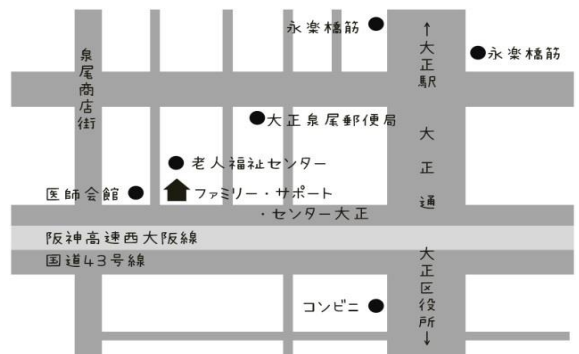 永楽橋筋
↑大正駅
永楽橋筋
泉尾商店街
大正泉尾郵便局
大正通
老人福祉センター
医師会館
ファミリー・サポート
・センター大正
阪神高速西大阪線
国道43号線
大正区役所↓
コンビニ